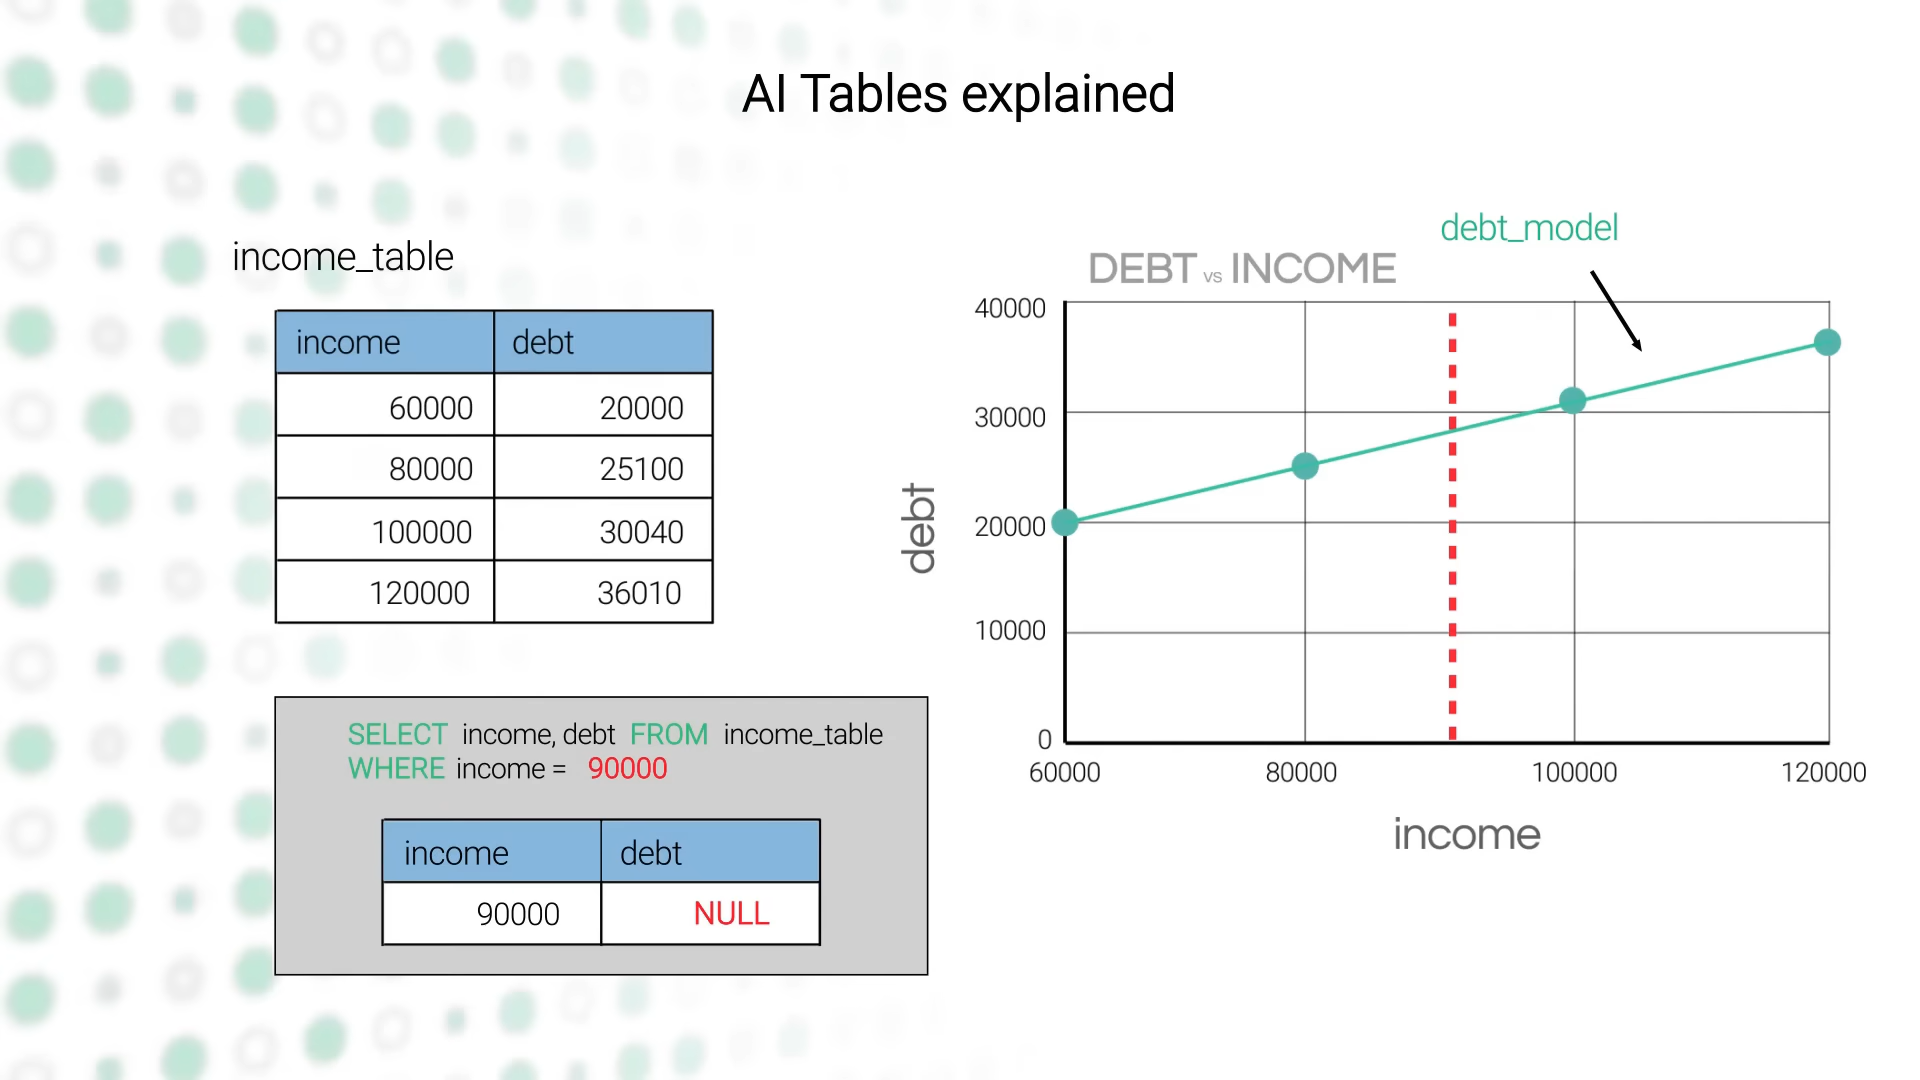 AI Tables explained
income_table
income debt
60000 20000
80000 25100
100000 30040
120000 36010
SELECT income, debt FROM income_table
WHERE income = 90000
income debt
90000 NULL
debt_model
DEBT vs INCOME
40000
30000
20000
10000
0
debt
60000 80000 100000 120000
income